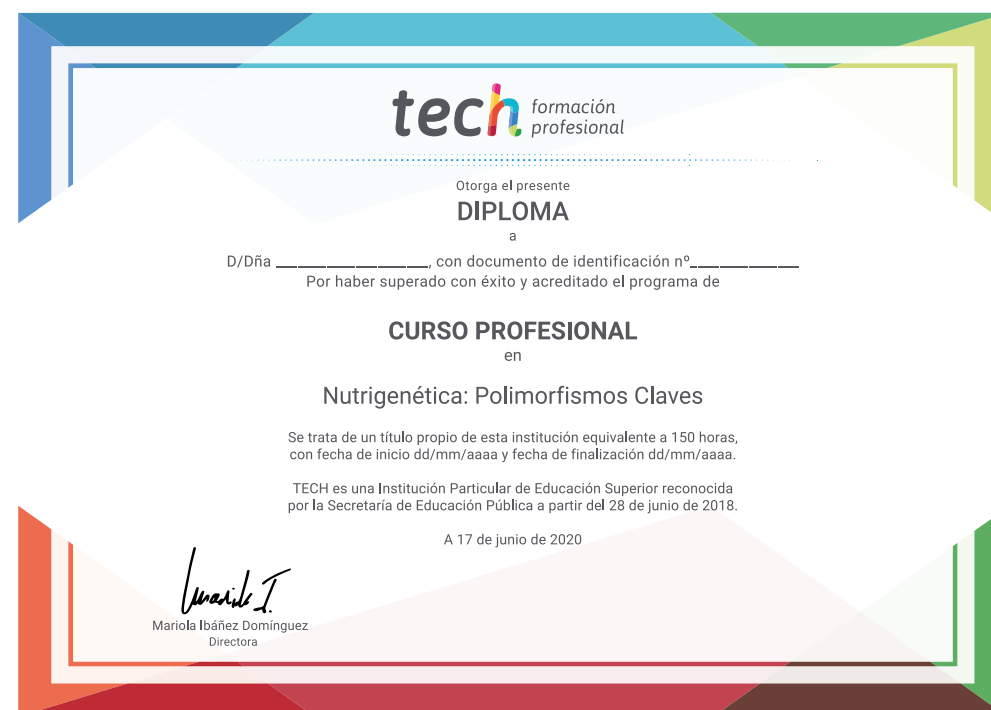 tech formación
profesional
Otorga el presente
DIPLOMA
a
D/Dña ____________________, con documento de identificación nº______________
Por haber superado con éxito y acreditado el programa de
CURSO PROFESIONAL
en
Nutrigenética: Polimorfismos Claves
Se trata de un título propio de esta institución equivalente a 150 horas,
con fecha de inicio dd/mm/aaaa y fecha de finalización dd/mm/aaaa.
TECH es una Institución Particular de Educación Superior reconocida
por la Secretaría de Educación Pública a partir del 28 de junio de 2018.
A 17 de junio de 2020
Mariola I.
Mariola Ibáñez Domínguez
Directora